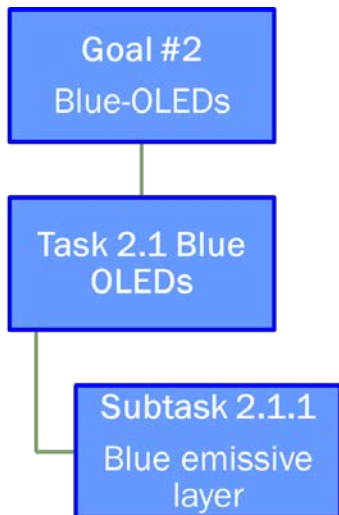 Goal #2
Blue-OLEDs
Task 2.1 Blue
OLEDs
Subtask 2.1.1
Blue emissive
layer